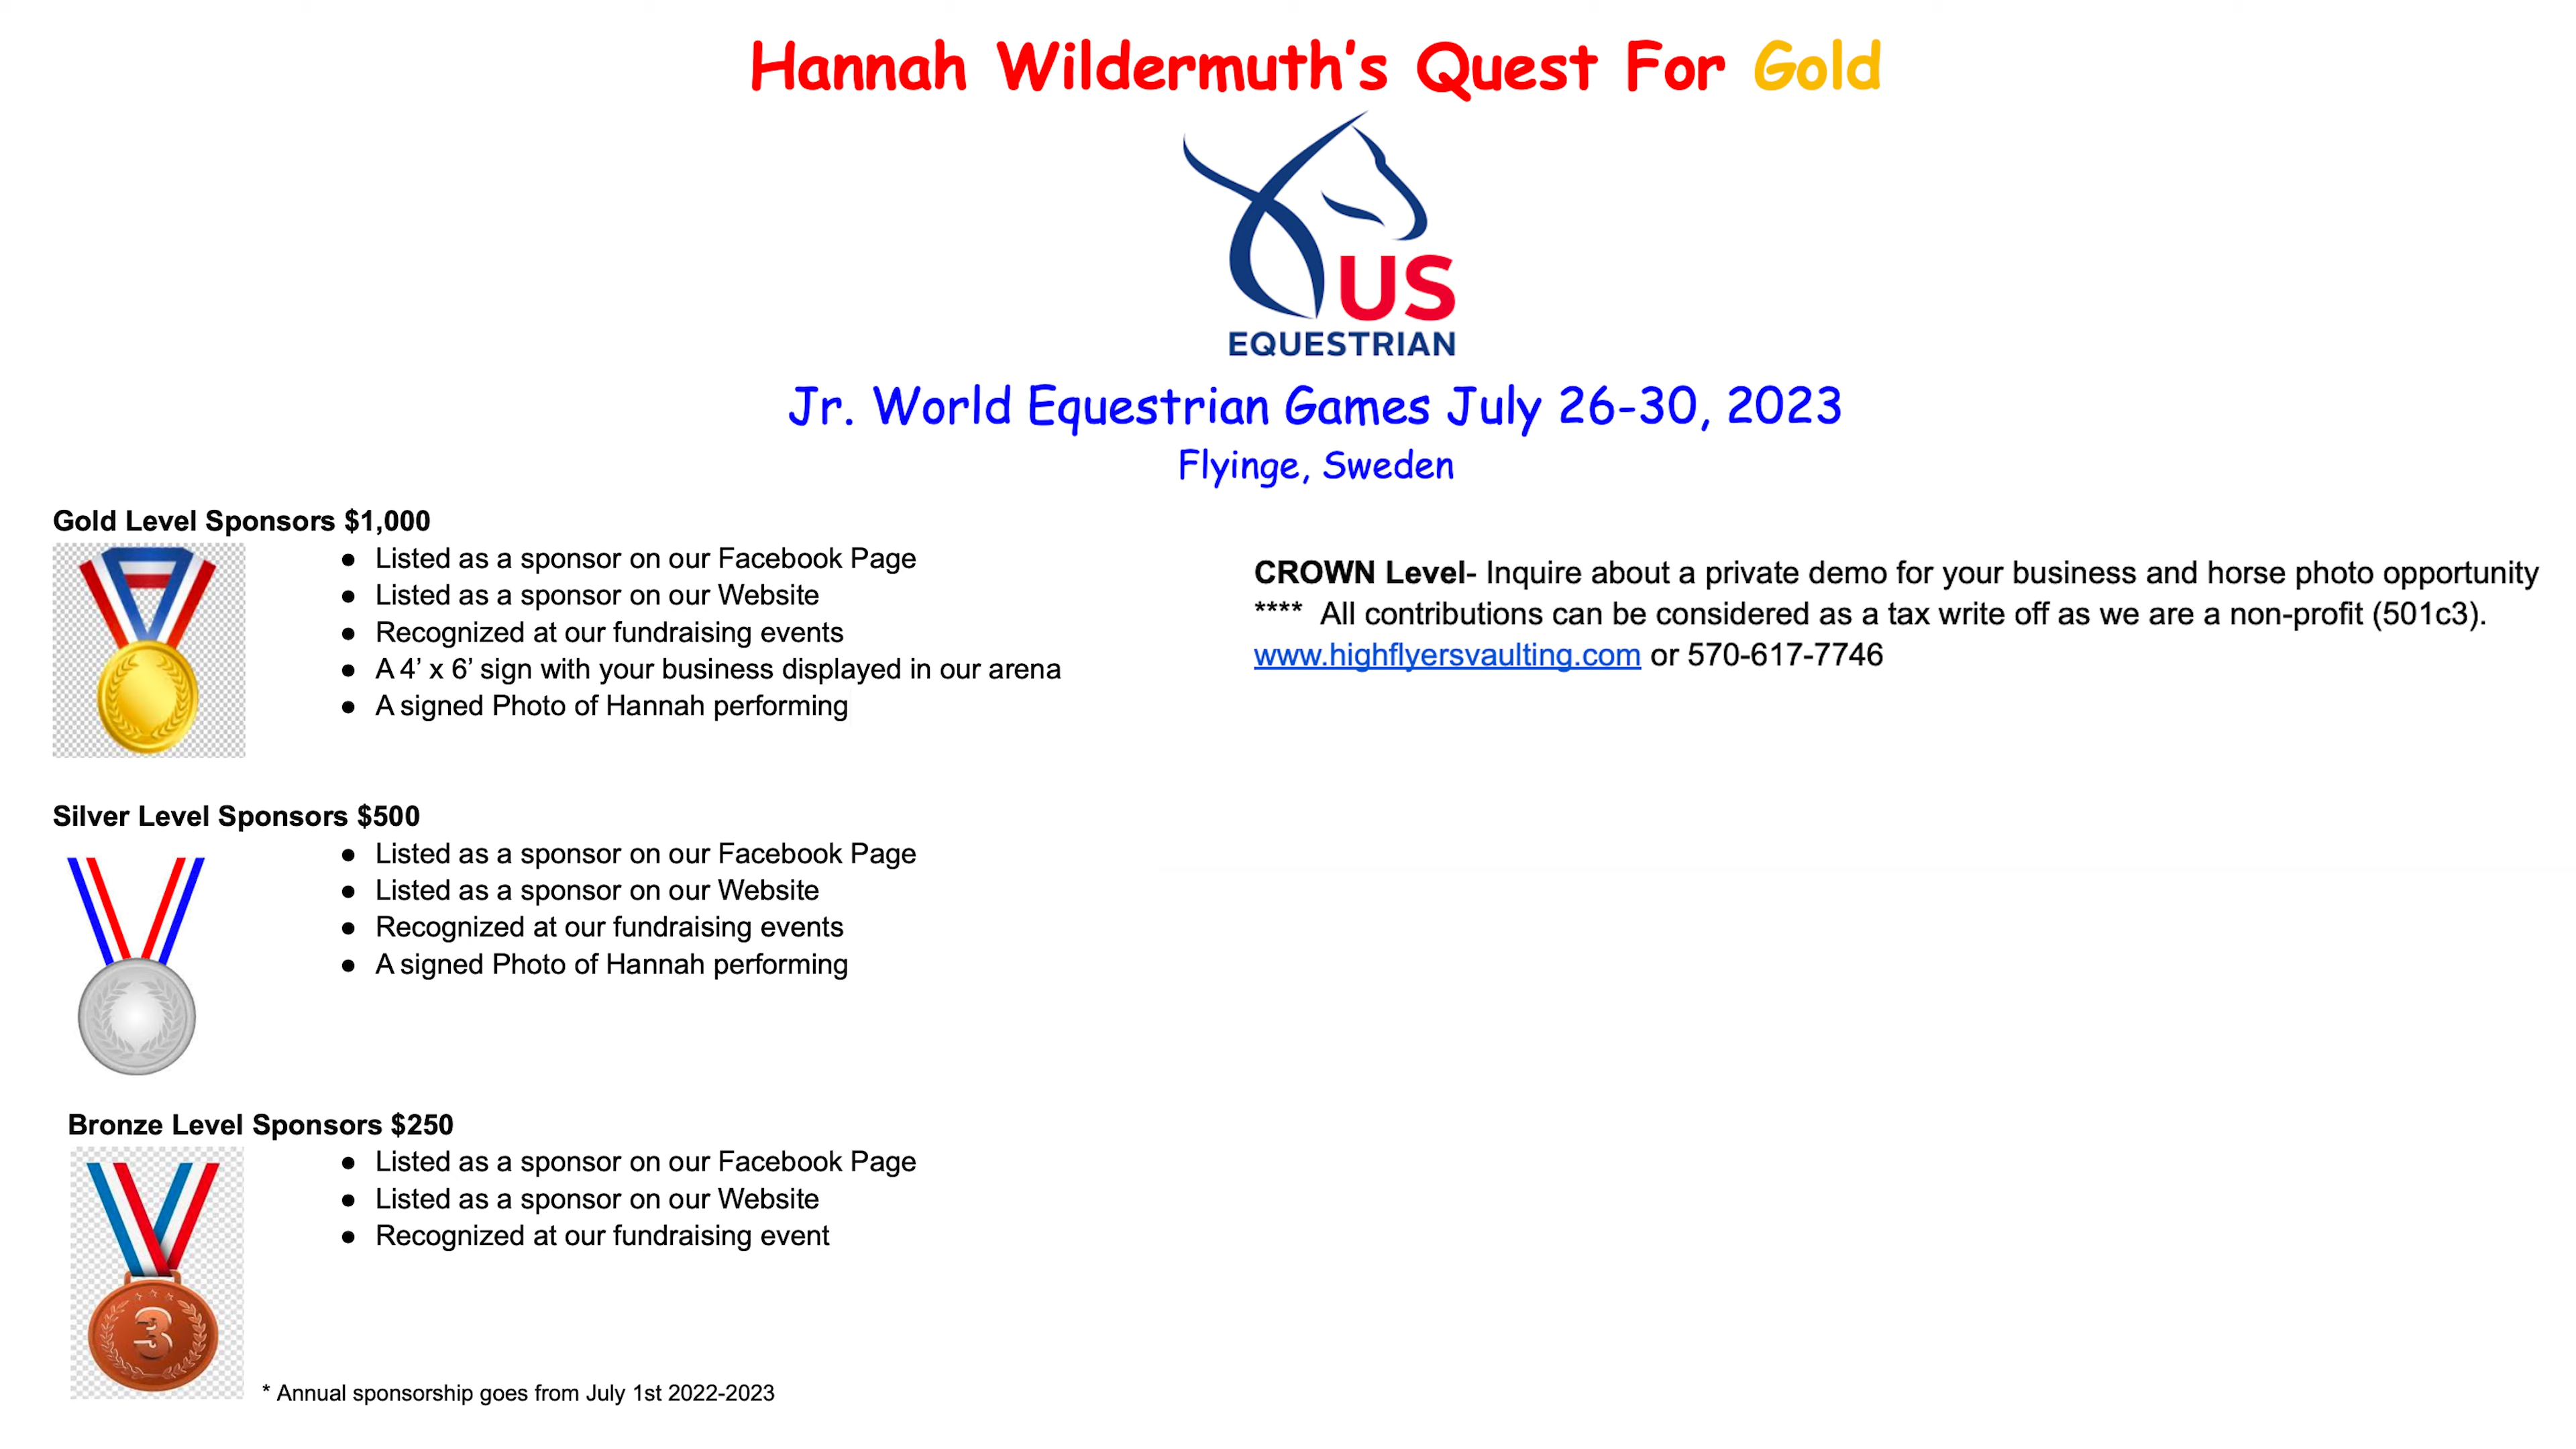 Hannah Wildermuth's Quest For Gold
US
EQUESTRIAN
Jr. World Equestrian Games July 26-30, 2023
Flyinge, Sweden
Gold Level Sponsors $1,000
● Listed as a sponsor on our Facebook Page
● Listed as a sponsor on our Website
● Recognized at our fundraising events
● A 4’ x 6’ sign with your business displayed in our arena
● A signed Photo of Hannah performing
CROWN Level- Inquire about a private demo for your business and horse photo opportunity
**** All contributions can be considered as a tax write off as we are a non-profit (501c3).
www.highflyersvaulting.com or 570-617-7746
Silver Level Sponsors $500
● Listed as a sponsor on our Facebook Page
● Listed as a sponsor on our Website
● Recognized at our fundraising events
● A signed Photo of Hannah performing
Bronze Level Sponsors $250
● Listed as a sponsor on our Facebook Page
● Listed as a sponsor on our Website
● Recognized at our fundraising event
3
* Annual sponsorship goes from July 1st 2022-2023